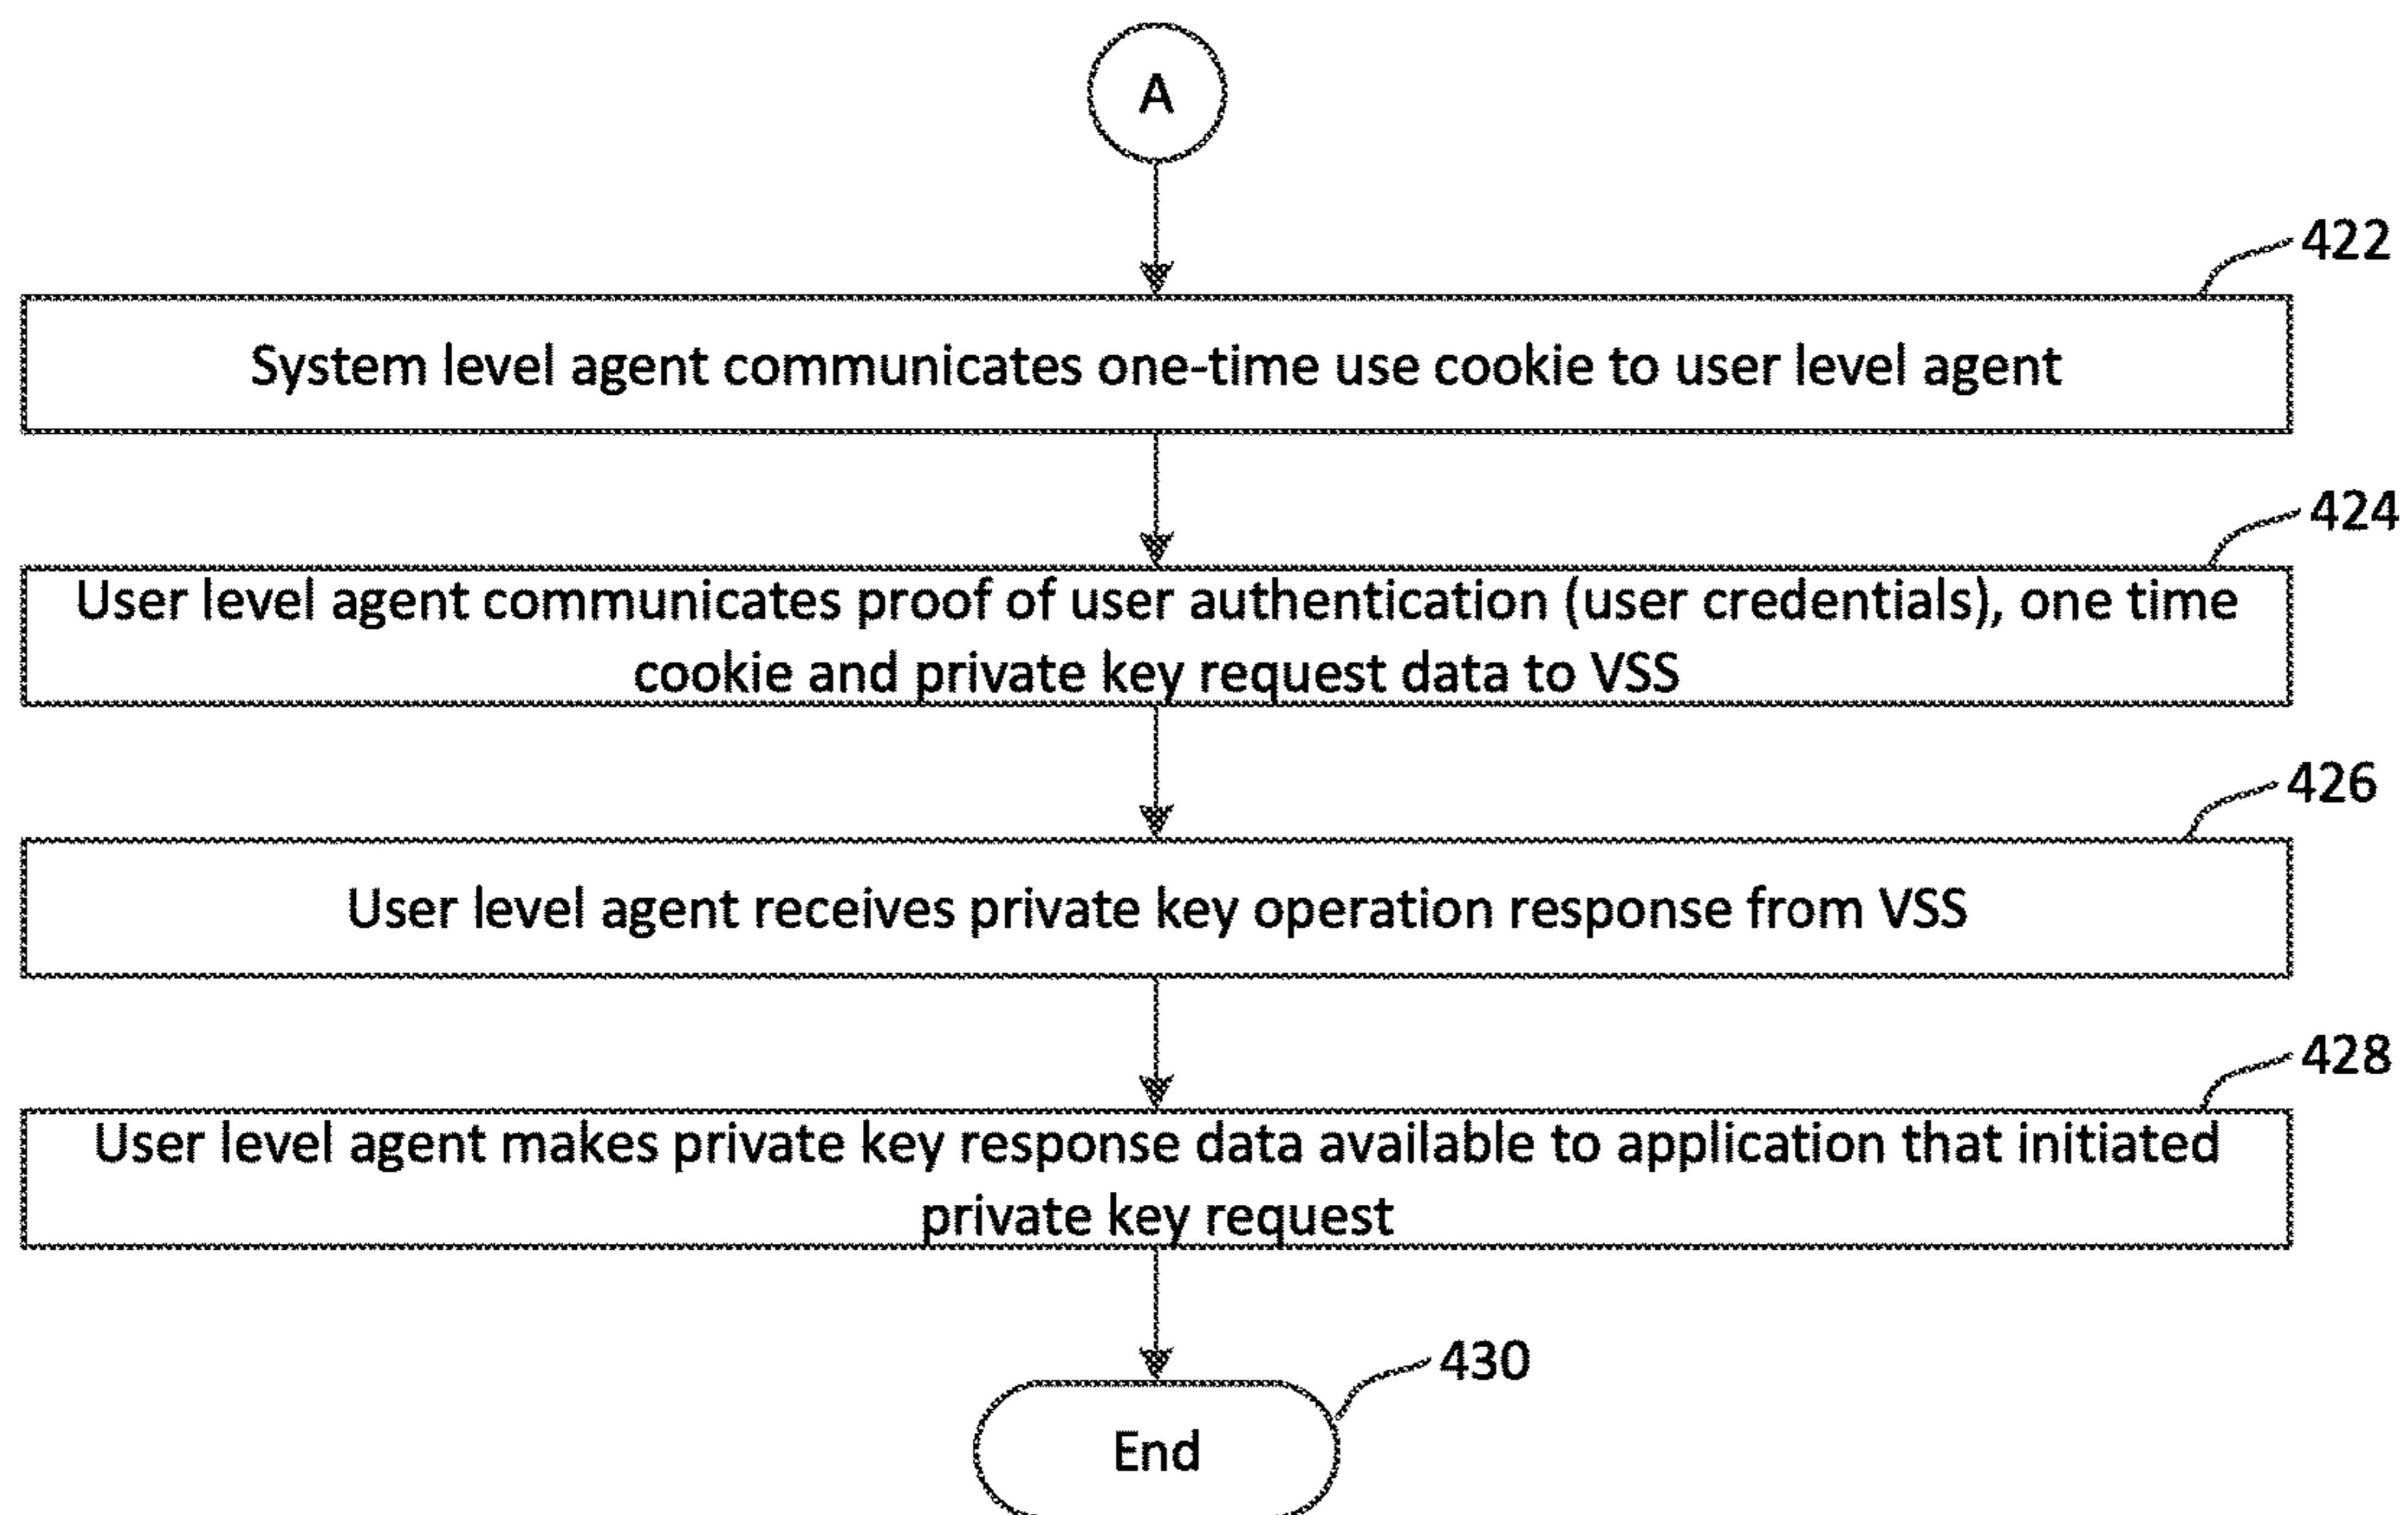 A
422
System level agent communicates one-time use cookie to user level agent
424
User level agent communicates proof of user authentication (user credentials), one time
cookie and private key request data to VSS
426
User level agent receives private key operation response from VSS
428
User level agent makes private key response data available to application that initiated
private key request
430
End